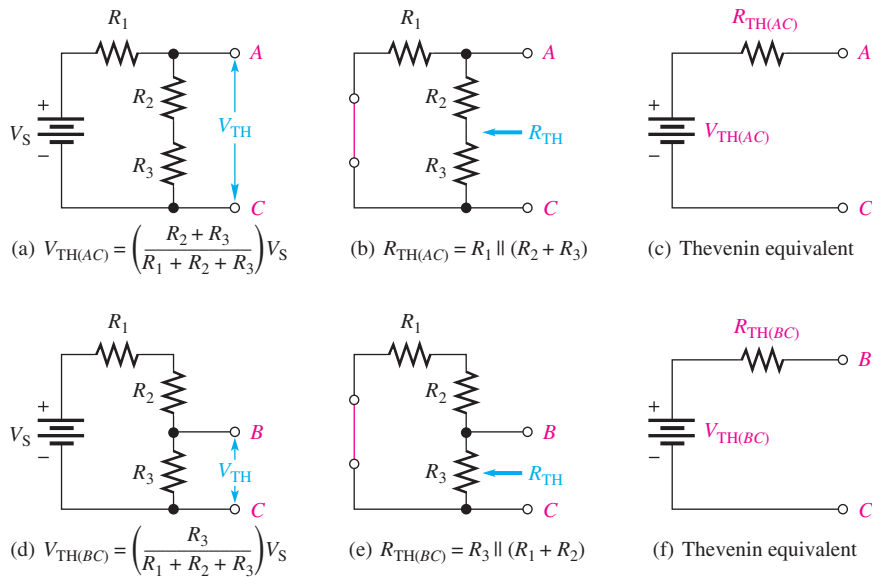 R1
A
R2
+
VS
−
VTH
R3
C
(a) VTH(AC) = ( (R2 + R3) / (R1 + R2 + R3) ) VS
R1
A
R2
RTH
R3
C
(b) RTH(AC) = R1 || (R2 + R3)
RTH(AC)
A
+
VTH(AC)
−
C
(c) Thevenin equivalent
R1
R2
+
VS
−
B
R3
VTH
C
(d) VTH(BC) = ( R3 / (R1 + R2 + R3) ) VS
R1
R2
B
R3
RTH
C
(e) RTH(BC) = R3 || (R1 + R2)
RTH(BC)
B
+
VTH(BC)
−
C
(f) Thevenin equivalent